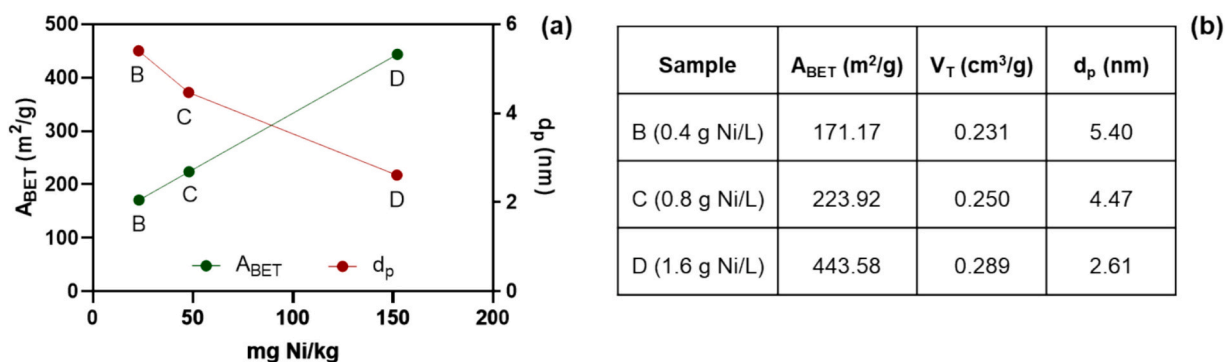 (a)
500
400
300
200
100
0
A_BET (m²/g)
6
4
2
0
d_p (nm)
B
C
D
B
C
D
A_BET d_p
0 50 100 150 200
mg Ni/kg
(b)
Sample A_BET (m²/g) V_T (cm³/g) d_p (nm)
B (0.4 g Ni/L) 171.17 0.231 5.40
C (0.8 g Ni/L) 223.92 0.250 4.47
D (1.6 g Ni/L) 443.58 0.289 2.61